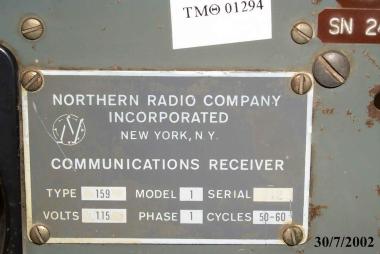 TMΘ 01294
SN 24
NORTHERN RADIO COMPANY
INCORPORATED
NEW YORK, N.Y.
N
COMMUNICATIONS RECEIVER
TYPE 159 MODEL 1 SERIAL
VOLTS 115 PHASE 1 CYCLES 50-60
30/7/2002